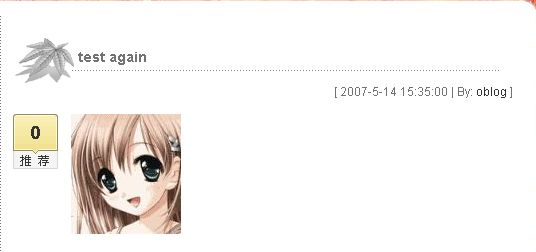 test again
[ 2007-5-14 15:35:00 | By: oblog ]
0
推 荐